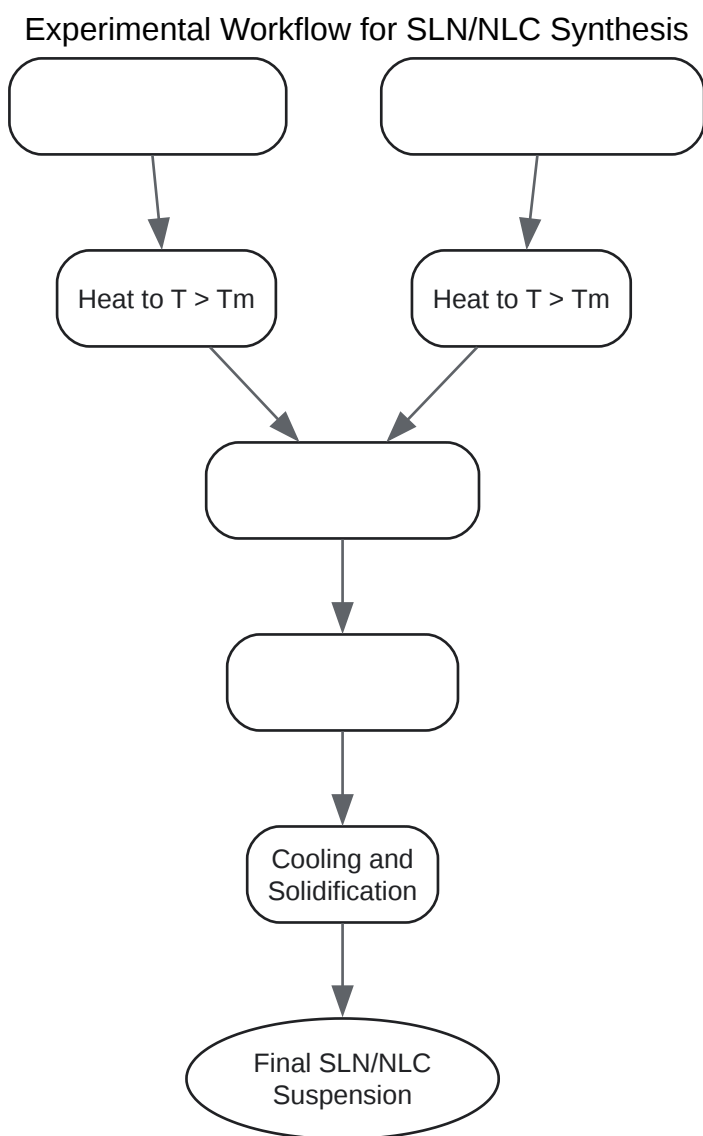 Experimental Workflow for SLN/NLC Synthesis
Heat to T > Tm
Heat to T > Tm
Cooling and
Solidification
Final SLN/NLC
Suspension